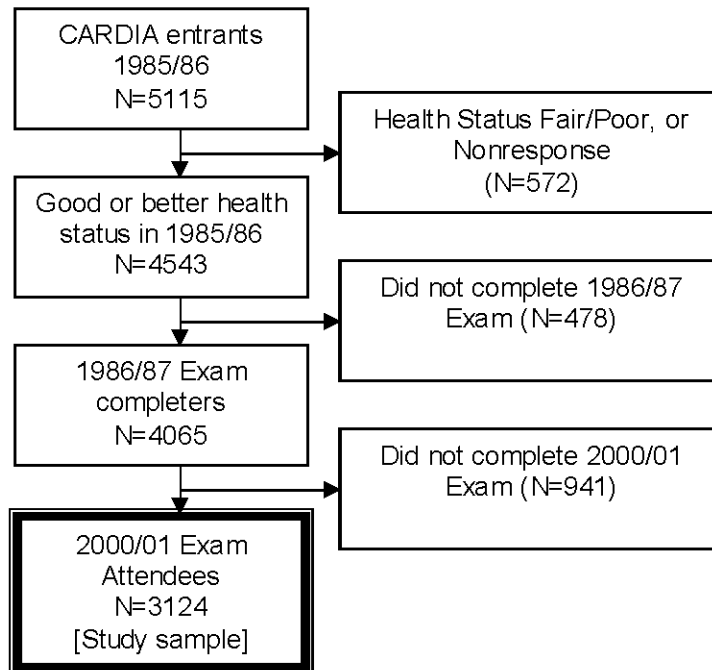 CARDIA entrants
1985/86
N=5115
Health Status Fair/Poor, or
Nonresponse
(N=572)
Good or better health
status in 1985/86
N=4543
Did not complete 1986/87
Exam (N=478)
1986/87 Exam
completers
N=4065
Did not complete 2000/01
Exam (N=941)
2000/01 Exam
Attendees
N=3124
[Study sample]